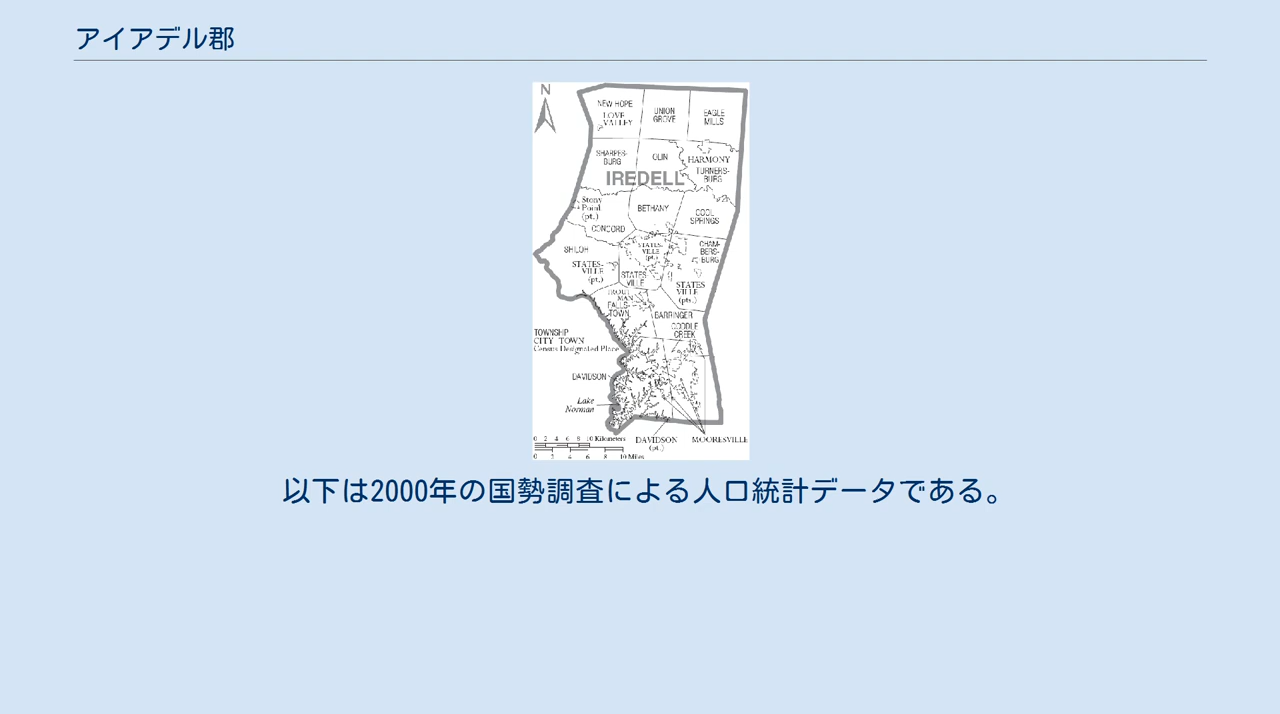 アイアデル郡
N
NEW HOPE
LOVE
VALLEY
UNION
GROVE
EAGLE
MILLS
SHARPES-
BURG
OLIN
HARMONY
TURNERS-
BURG
IREDELL
Stony
Point
(pt.)
BETHANY
COOL
SPRINGS
CONCORD
SHILOH
STATES-
VILLE
(pt.)
CHAM-
BERS-
BURG
STATES-
VILLE
(pt.)
STATES
VILLE
STATES
VILLE
(pts.)
TROUT
MAN
FALLS-
TOWN
BARRINGER
CODDLE
CREEK
TOWNSHIP
CITY TOWN
Census Designated Place
DAVIDSON
Lake
Norman
0 2 4 6 8 10 Kilometers
0 2 4 6 8 10 Miles
DAVIDSON
(pt.)
MOORESVILLE
以下は2000年の国勢調査による人口統計データである。